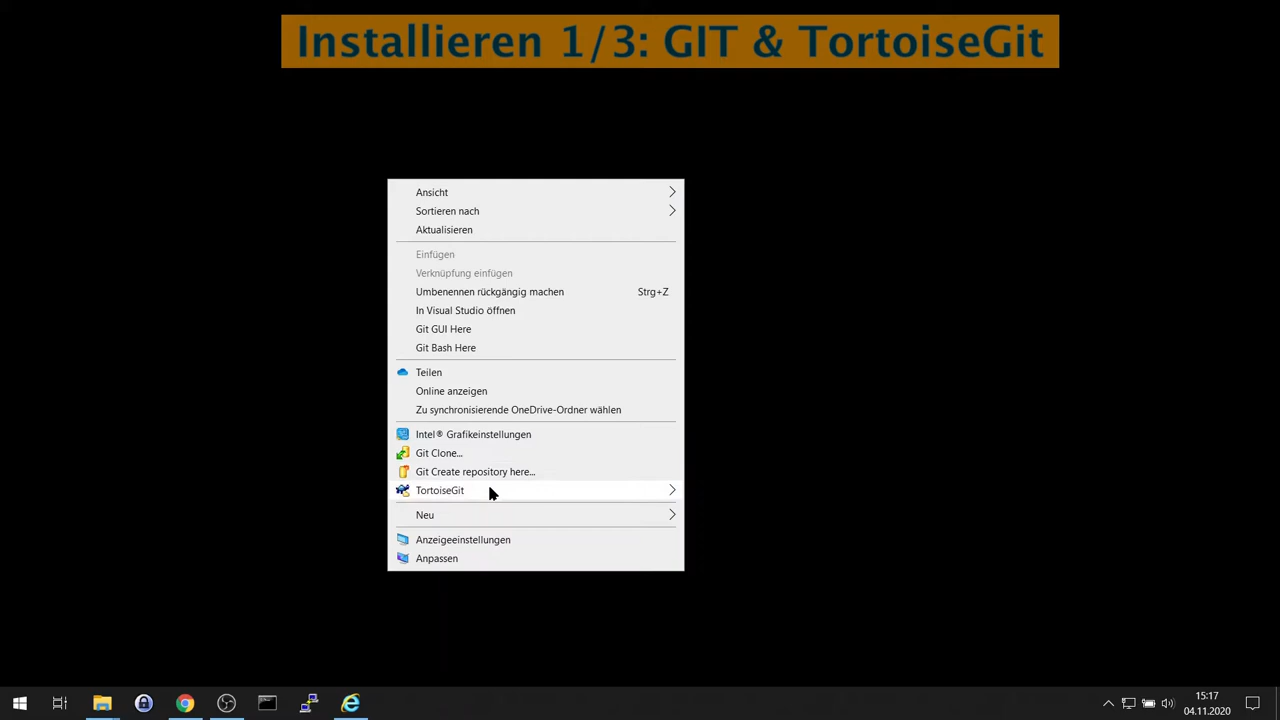 Installieren 1/3: GIT & TortoiseGit
Ansicht
Sortieren nach
Aktualisieren
Einfügen
Verknüpfung einfügen
Umbenennen rückgängig machen Strg+Z
In Visual Studio öffnen
Git GUI Here
Git Bash Here
Teilen
Online anzeigen
Zu synchronisierende OneDrive-Ordner wählen
Intel® Grafikeinstellungen
Git Clone...
Git Create repository here...
TortoiseGit
Neu
Anzeigeeinstellungen
Anpassen
15:17
04.11.2020